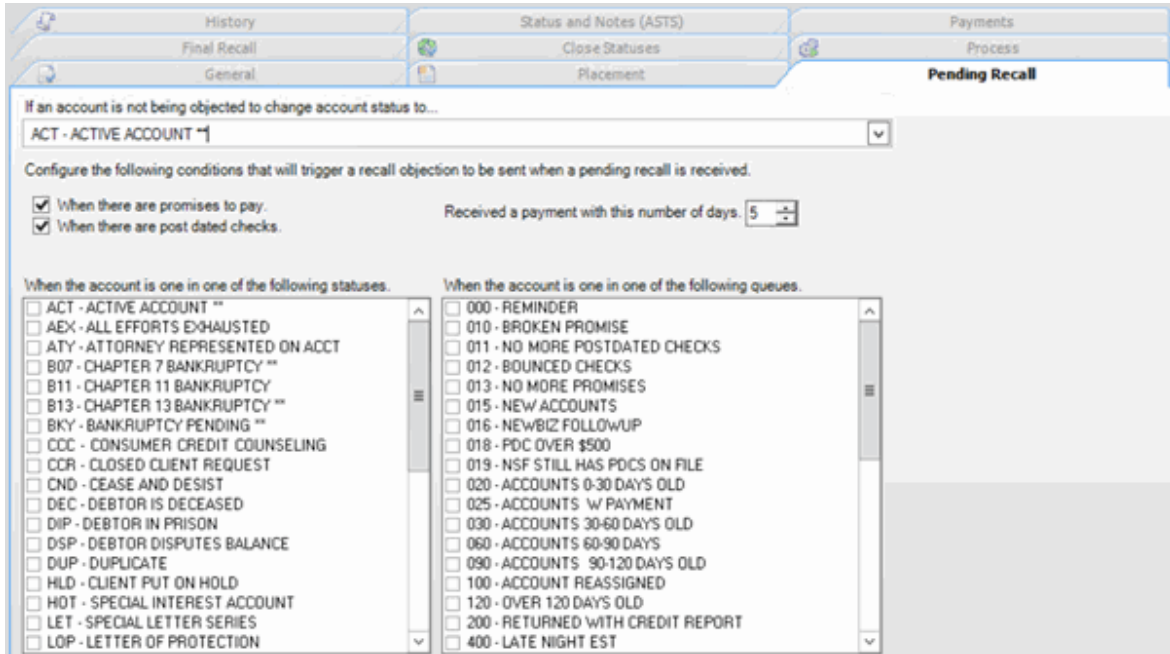 History Status and Notes (ASTS) Payments
Final Recall Close Statuses Process
General Placement Pending Recall
If an account is not being objected to change account status to...
ACT - ACTIVE ACCOUNT **
Configure the following conditions that will trigger a recall objection to be sent when a pending recall is received.
When there are promises to pay.
When there are post dated checks.
Received a payment with this number of days. 5
When the account is one in one of the following statuses.
ACT - ACTIVE ACCOUNT **
AEX - ALL EFFORTS EXHAUSTED
ATY - ATTORNEY REPRESENTED ON ACCT
B07 - CHAPTER 7 BANKRUPTCY **
B11 - CHAPTER 11 BANKRUPTCY
B13 - CHAPTER 13 BANKRUPTCY **
BKY - BANKRUPTCY PENDING **
CCC - CONSUMER CREDIT COUNSELING
CCR - CLOSED CLIENT REQUEST
CND - CEASE AND DESIST
DEC - DEBTOR IS DECEASED
DIP - DEBTOR IN PRISON
DSP - DEBTOR DISPUTES BALANCE
DUP - DUPLICATE
HLD - CLIENT PUT ON HOLD
HOT - SPECIAL INTEREST ACCOUNT
LET - SPECIAL LETTER SERIES
LOP - LETTER OF PROTECTION
When the account is one in one of the following queues.
000 - REMINDER
010 - BROKEN PROMISE
011 - NO MORE POSTDATED CHECKS
012 - BOUNCED CHECKS
013 - NO MORE PROMISES
015 - NEW ACCOUNTS
016 - NEWBIZ FOLLOWUP
018 - PDC OVER $500
019 - NSF STILL HAS PDCS ON FILE
020 - ACCOUNTS 0-30 DAYS OLD
025 - ACCOUNTS W PAYMENT
030 - ACCOUNTS 30-60 DAYS OLD
060 - ACCOUNTS 60-90 DAYS
090 - ACCOUNTS 90-120 DAYS OLD
100 - ACCOUNT REASSIGNED
120 - OVER 120 DAYS OLD
200 - RETURNED WITH CREDIT REPORT
400 - LATE NIGHT EST